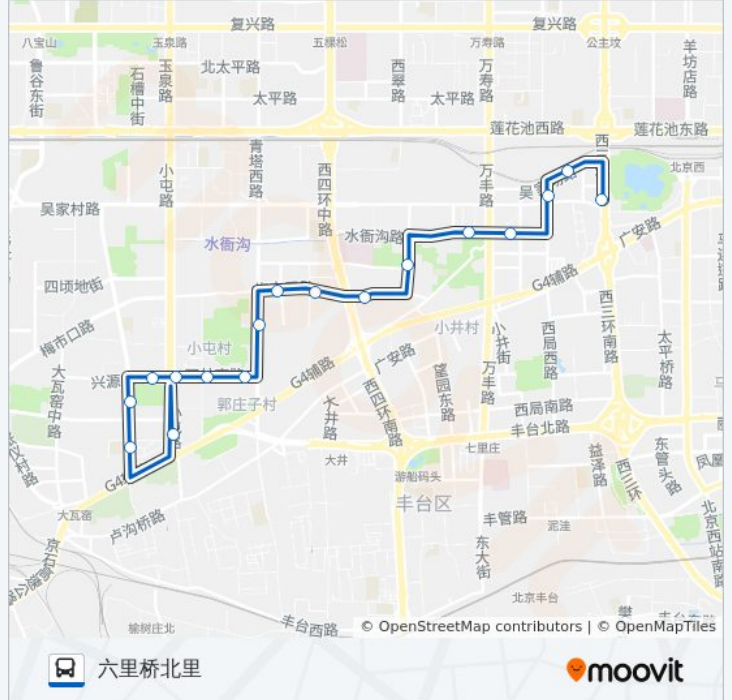 复兴路
复兴路
八宝山
玉泉路
五棵松
万寿路
公主坟
鲁谷东街
石槽中街
玉泉路
北太平路
西翠路
万寿路
羊坊店路
太平路
太平路
莲花池西路
莲花池东路
青塔西路
小屯路
西四环中路
万丰路
西三
北京西
吴家村路
水衙沟
水衙沟路
广安路
四顷地街
G4辅路
梅市口路
小屯村
小井村
小井街
西局西路
西三环南路
太平桥路
兴源
G4辅路
广安路
大瓦窑中路
郭庄子村
大井路
西四环南路
望园东路
万丰路
西局南路
丰台北路
七里庄
大井
益泽路
西三环
东管头路
凤凰
游船码头
丰台区
大瓦窑
卢沟桥路
丰管路
泥洼
东大街
北京西站南路
北京丰台
榆树庄北
丰台西路
樊
© OpenStreetMap contributors | © OpenMapTiles
六里桥北里
moovit